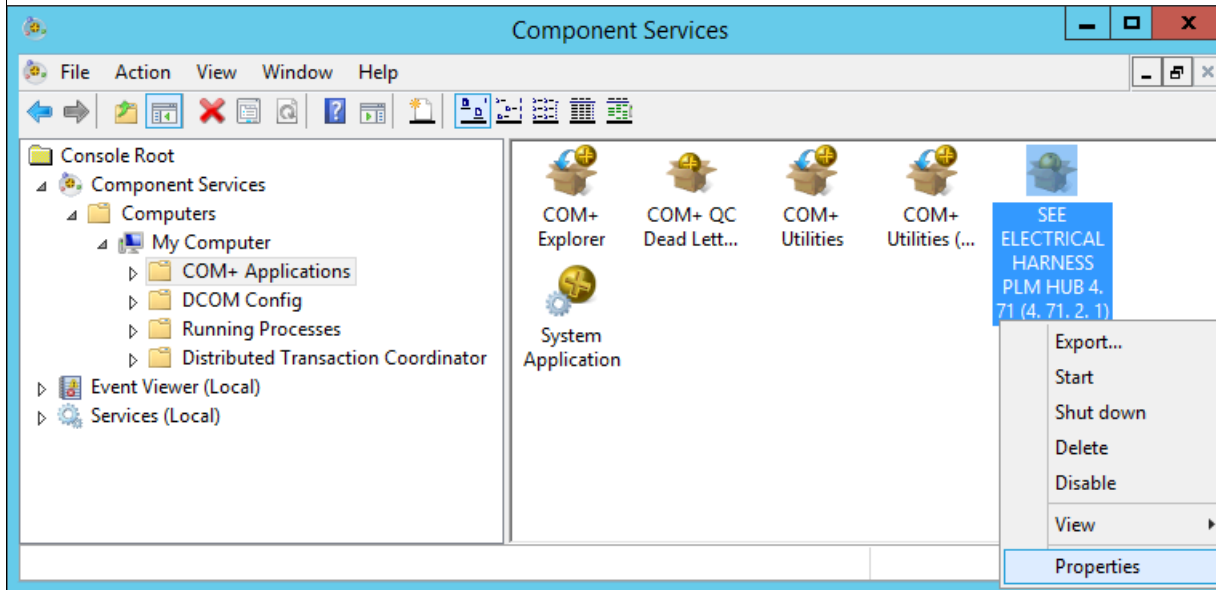 Component Services
File Action View Window Help
Console Root
Component Services
Computers
My Computer
COM+ Applications
DCOM Config
Running Processes
Distributed Transaction Coordinator
Event Viewer (Local)
Services (Local)
COM+
Explorer
COM+ QC
Dead Lett...
COM+
Utilities
COM+
Utilities (...
SEE
ELECTRICAL
HARNESS
PLM HUB 4.
71 (4. 71. 2. 1)
System
Application
Export...
Start
Shut down
Delete
Disable
View
Properties